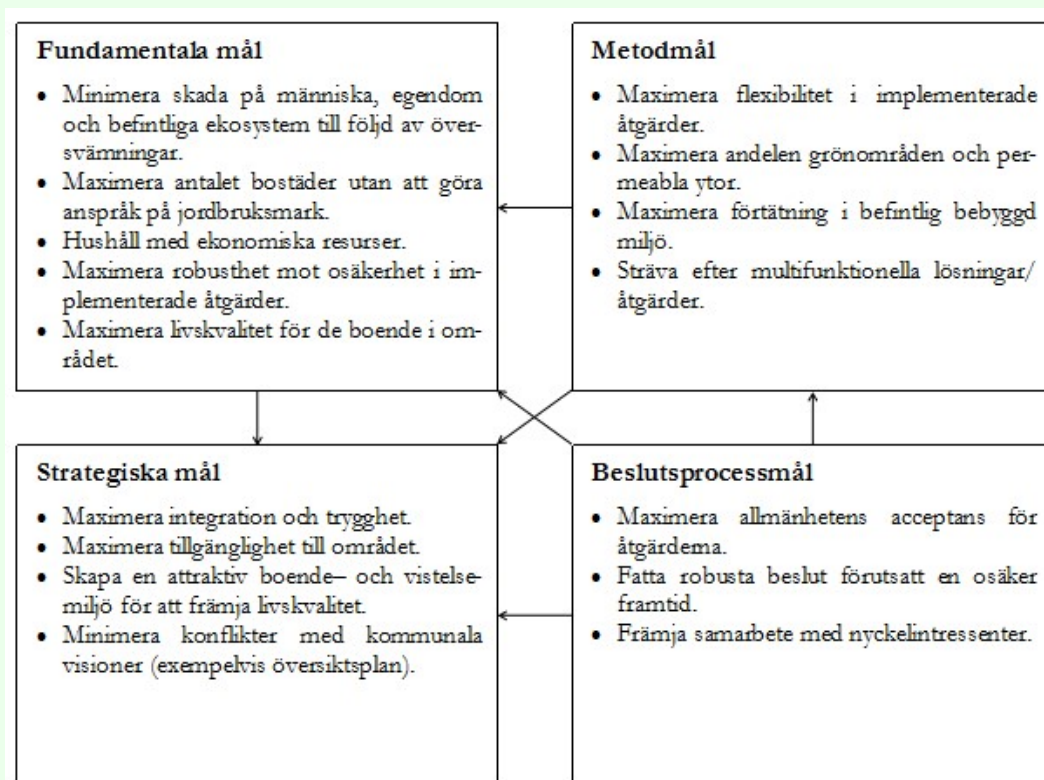 Fundamentala mål
• Minimera skada på människa, egendom
och befintliga ekosystem till följd av över-
svämningar.
• Maximera antalet bostäder utan att göra
anspråk på jordbruksmark.
• Hushåll med ekonomiska resurser.
• Maximera robusthet mot osäkerhet i im-
plementerade åtgärder.
• Maximera livskvalitet för de boende i om-
rådet.
Metodmål
• Maximera flexibilitet i implementerade
åtgärder.
• Maximera andelen grönområden och per-
meabla ytor.
• Maximera förtätning i befintlig bebyggd
miljö.
• Sträva efter multifunktionella lösningar/
åtgärder.
Strategiska mål
• Maximera integration och trygghet.
• Maximera tillgänglighet till området.
• Skapa en attraktiv boende– och vistelse-
miljö för att främja livskvalitet.
• Minimera konflikter med kommunala
visioner (exempelvis översiktsplan).
Beslutsprocessmål
• Maximera allmänhetens acceptans för
åtgärderna.
• Fatta robusta beslut förutsatt en osäker
framtid.
• Främja samarbete med nyckelintressenter.